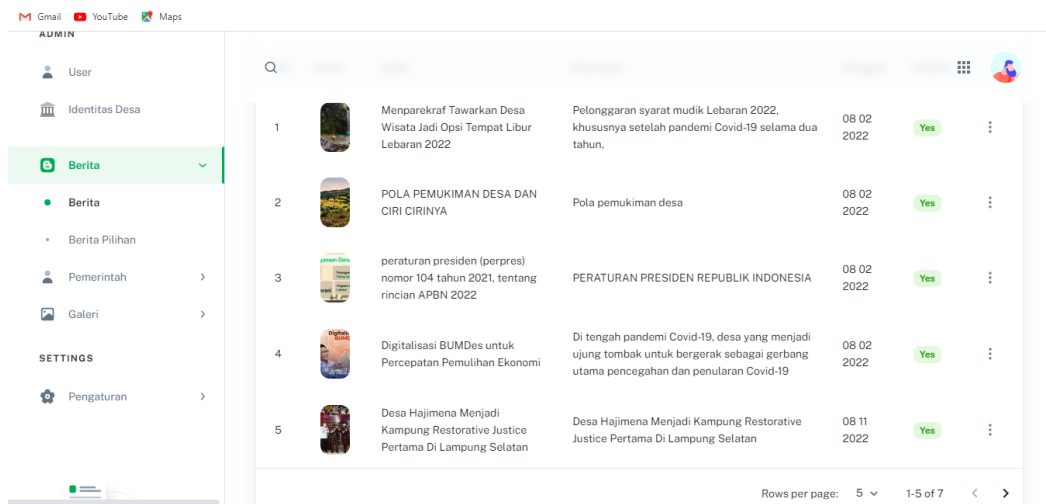 Gmail YouTube Maps
ADMIN
User
Identitas Desa
Berita
Berita
Berita Pilihan
Pemerintah
Galeri
SETTINGS
Pengaturan
1
Menparekraf Tawarkan Desa
Wisata Jadi Opsi Tempat Libur
Lebaran 2022
Pelonggaran syarat mudik Lebaran 2022,
khususnya setelah pandemi Covid-19 selama dua
tahun,
08 02
2022
Yes
2
POLA PEMUKIMAN DESA DAN
CIRI CIRINYA
Pola pemukiman desa
08 02
2022
Yes
3
peraturan presiden (perpres)
nomor 104 tahun 2021, tentang
rincian APBN 2022
PERATURAN PRESIDEN REPUBLIK INDONESIA
08 02
2022
Yes
4
Digitalisasi BUMDes untuk
Percepatan Pemulihan Ekonomi
Di tengah pandemi Covid-19, desa yang menjadi
ujung tombak untuk bergerak sebagai gerbang
utama pencegahan dan penularan Covid-19
08 02
2022
Yes
5
Desa Hajimena Menjadi
Kampung Restorative Justice
Pertama Di Lampung Selatan
Desa Hajimena Menjadi Kampung Restorative
Justice Pertama Di Lampung Selatan
08 11
2022
Yes
Rows per page: 5 1-5 of 7